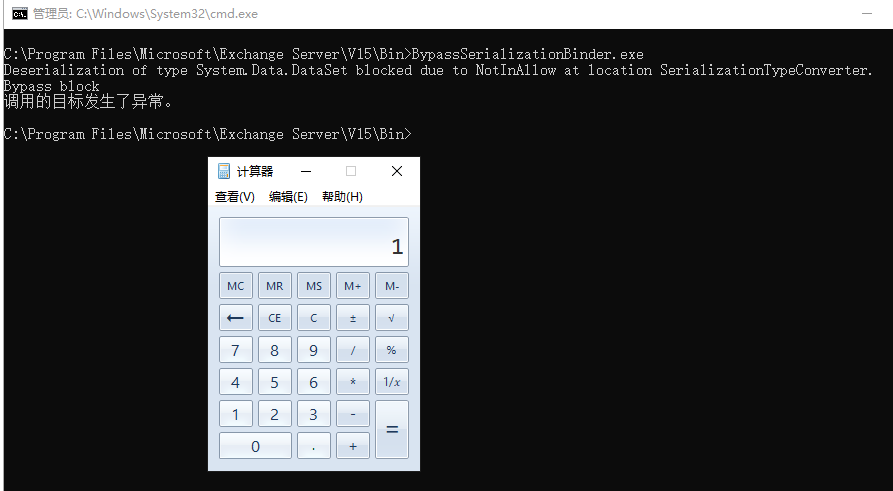 管理员: C:\Windows\System32\cmd.exe
C:\Program Files\Microsoft\Exchange Server\V15\Bin>BypassSerializationBinder.exe
Deserialization of type System.Data.DataSet blocked due to NotInAllow at location SerializationTypeConverter.
Bypass block
调用的目标发生了异常。
C:\Program Files\Microsoft\Exchange Server\V15\Bin>
计算器
查看(V) 编辑(E) 帮助(H)
1
MC MR MS M+ M-
← CE C ± √
7 8 9 / %
4 5 6 * 1/x
1 2 3 - =
0 . +